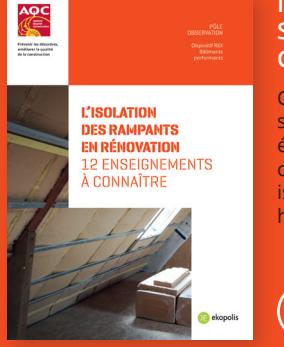 AQC
Prévenir les désordres,
améliorer la qualité
de la construction
PÔLE
OBSERVATION
Dispositif REX
Bâtiments
performants
L'ISOLATION
DES RAMPANTS
EN RÉNOVATION
12 ENSEIGNEMENTS
À CONNAÎTRE
ekopolis